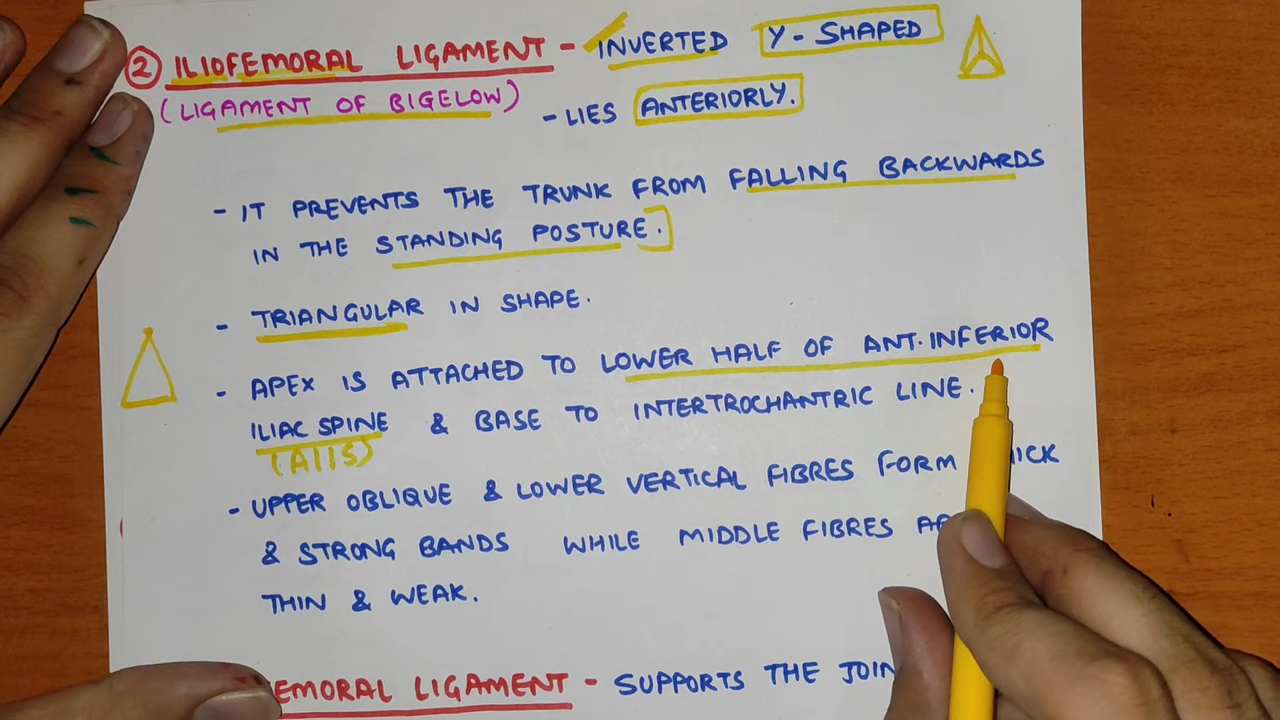 ② ILIOFEMORAL LIGAMENT - INVERTED Y-SHAPED
(LIGAMENT OF BIGELOW) - LIES ANTERIORLY.
- IT PREVENTS THE TRUNK FROM FALLING BACKWARDS
IN THE STANDING POSTURE.
- TRIANGULAR IN SHAPE.
- APEX IS ATTACHED TO LOWER HALF OF ANT. INFERIOR
ILIAC SPINE & BASE TO INTERTROCHANTRIC LINE.
(AIIS)
- UPPER OBLIQUE & LOWER VERTICAL FIBRES FORM
& STRONG BANDS WHILE MIDDLE FIBRES
THIN & WEAK.
LIGAMENT - SUPPORTS THE